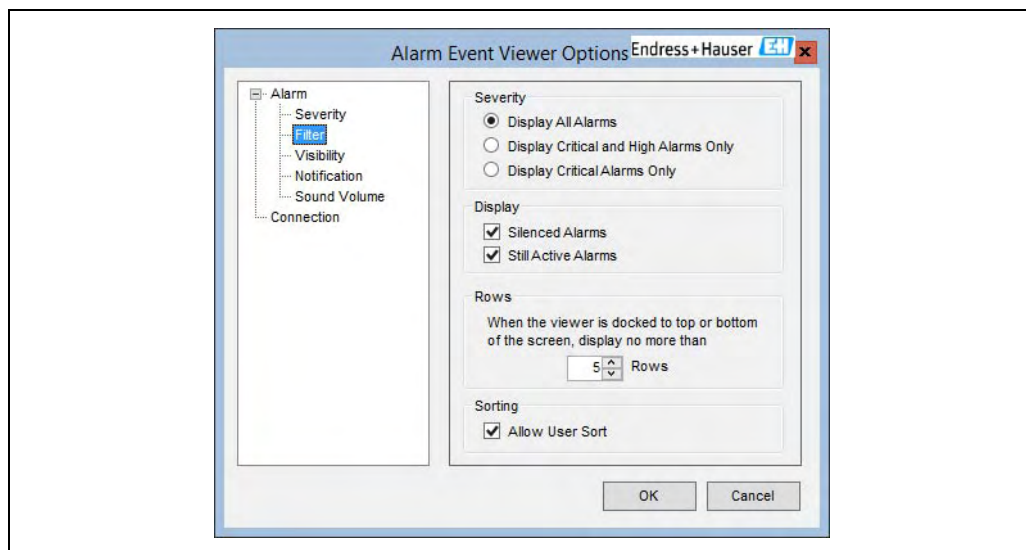 Alarm Event Viewer Options Endress+Hauser EH
Alarm
Severity
Filter
Visibility
Notification
Sound Volume
Connection
Severity
Display All Alarms
Display Critical and High Alarms Only
Display Critical Alarms Only
Display
Silenced Alarms
Still Active Alarms
Rows
When the viewer is docked to top or bottom
of the screen, display no more than
5 Rows
Sorting
Allow User Sort
OK Cancel